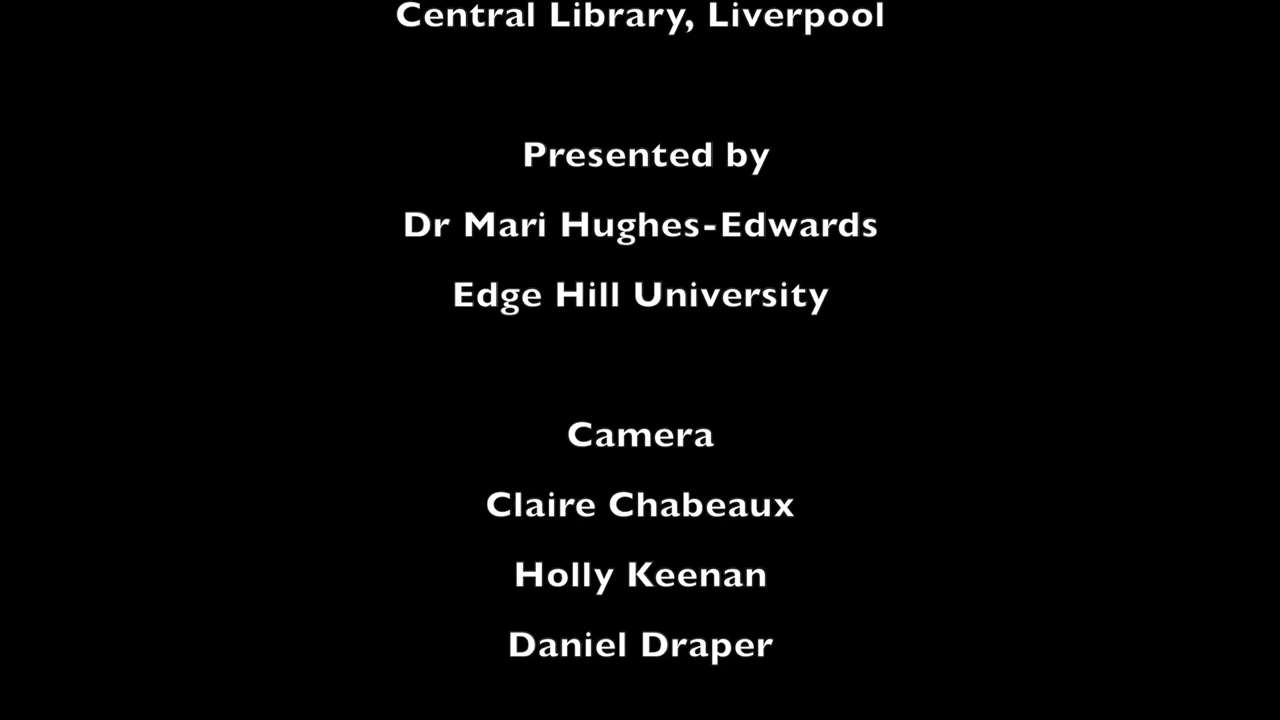 Central Library, Liverpool
Presented by
Dr Mari Hughes-Edwards
Edge Hill University
Camera
Claire Chabeaux
Holly Keenan
Daniel Draper